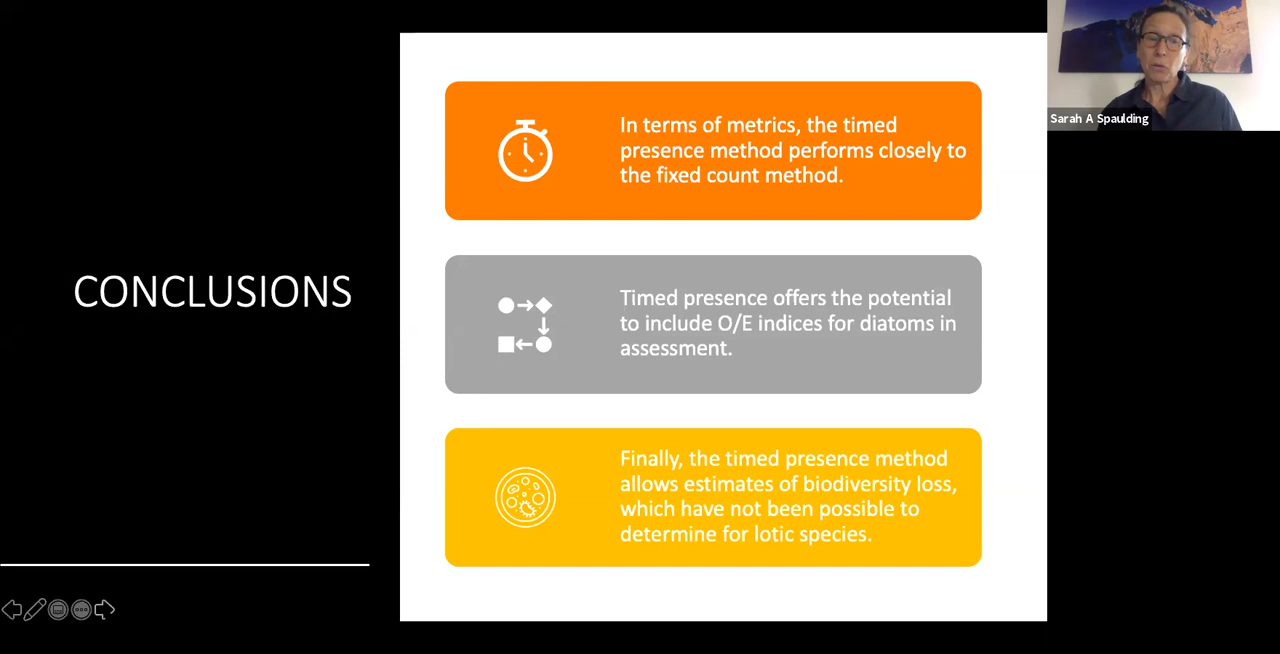 CONCLUSIONS
In terms of metrics, the timed
presence method performs closely to
the fixed count method.
Timed presence offers the potential
to include O/E indices for diatoms in
assessment.
Finally, the timed presence method
allows estimates of biodiversity loss,
which have not been possible to
determine for lotic species.
Sarah A Spaulding